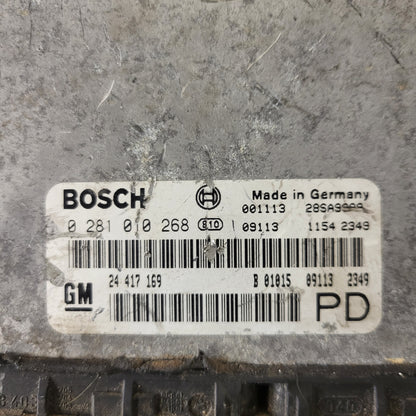 BOSCH Made in Germany
001113 28SA9999
0 281 010 268 810 09113 1154 2349
24 417 169 B 01015 09113 2349
GM PD